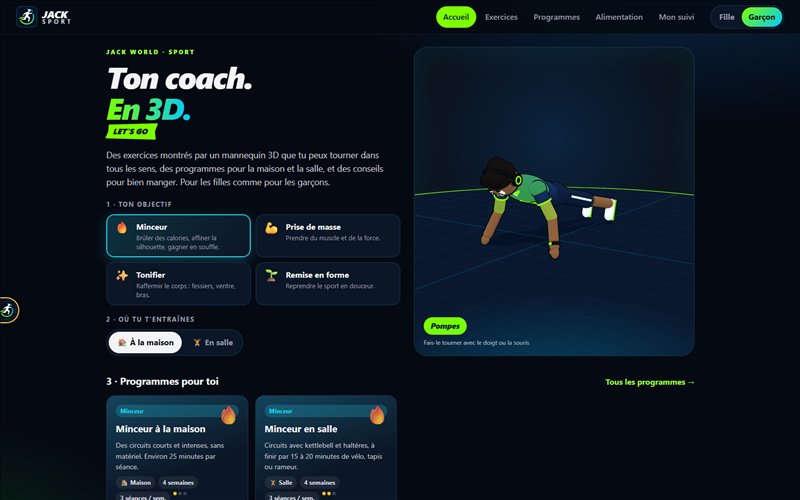 JACK
SPORT
Accueil
Exercices
Programmes
Alimentation
Mon suivi
Fille
Garçon
JACK WORLD · SPORT
Ton coach.
En 3D.
LET'S GO
Des exercices montrés par un mannequin 3D que tu peux tourner dans
tous les sens, des programmes pour la maison et la salle, et des conseils
pour bien manger. Pour les filles comme pour les garçons.
1 · TON OBJECTIF
Minceur
Brûler des calories, affiner la
silhouette, gagner en souffle.
Prise de masse
Prendre du muscle et de la force.
Tonifier
Raffermir le corps : fessiers, ventre,
bras.
Remise en forme
Reprendre le sport en douceur.
2 · OÙ TU T'ENTRAÎNES
À la maison
En salle
Pompes
Fais-le tourner avec le doigt ou la souris
3 · Programmes pour toi
Tous les programmes →
Minceur
Minceur à la maison
Des circuits courts et intenses, sans
matériel. Environ 25 minutes par
séance.
Maison
4 semaines
3 séances / sem.
Minceur
Minceur en salle
Circuits avec kettlebell et haltères, à
finir par 15 à 20 minutes de vélo, tapis
ou rameur.
Salle
4 semaines
3 séances / sem.